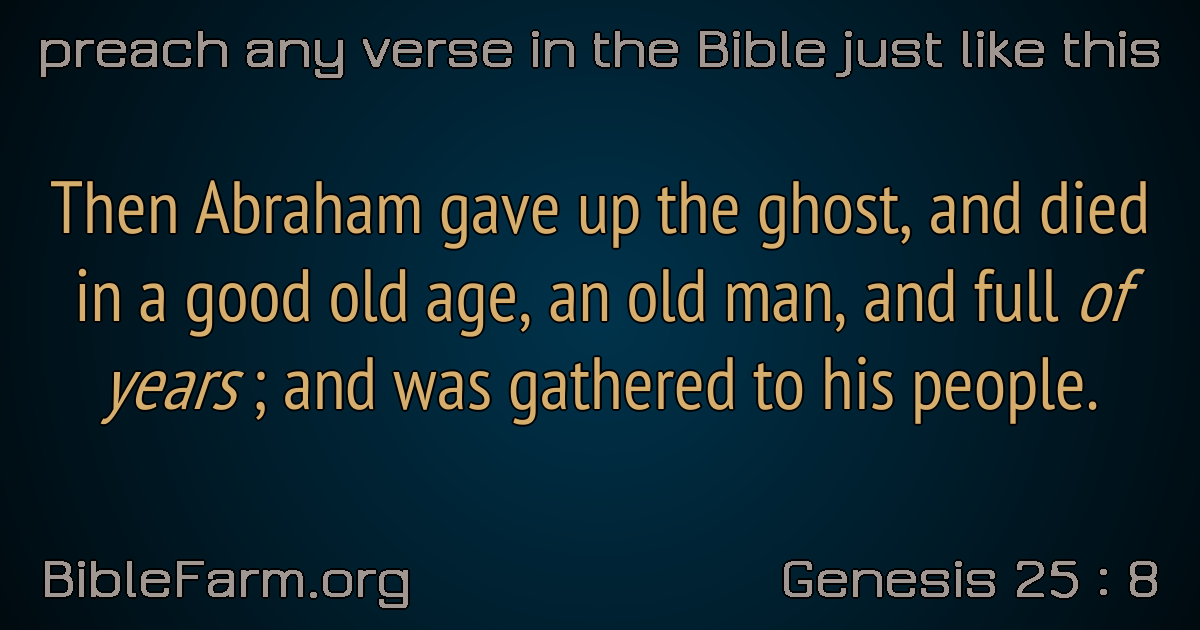 preach any verse in the Bible just like this
Then Abraham gave up the ghost, and died
in a good old age, an old man, and full of
years ; and was gathered to his people.
BibleFarm.org
Genesis 25 : 8